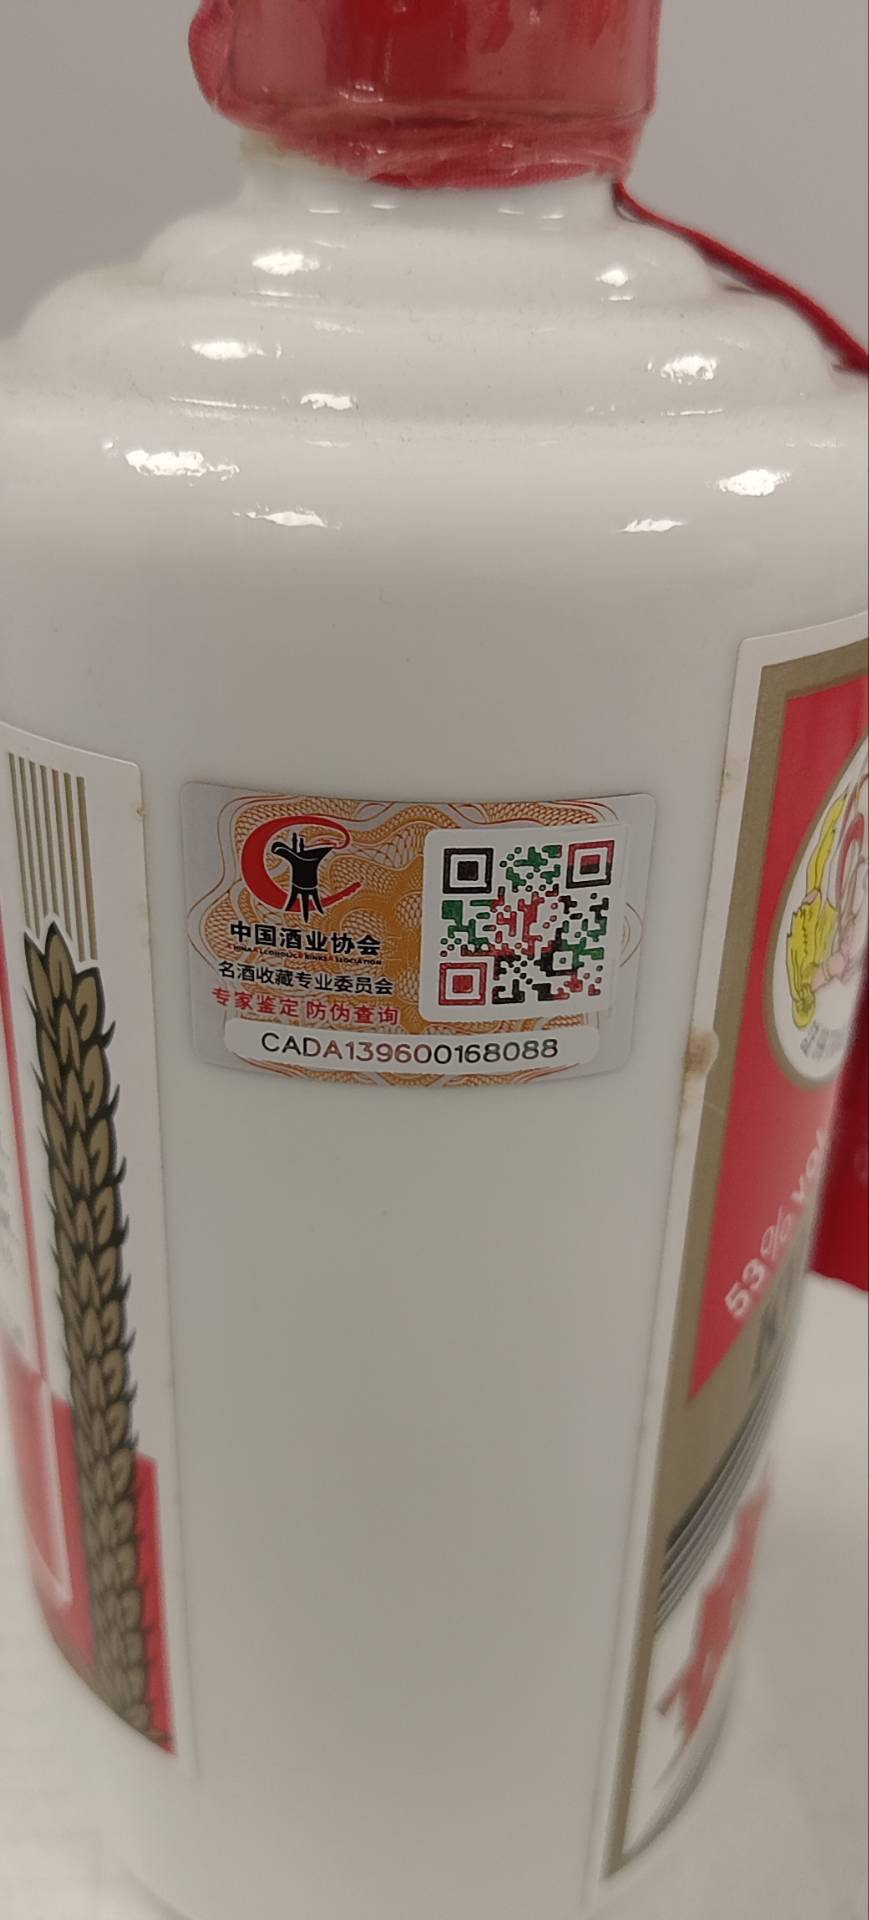 中国酒业协会
名酒收藏专业委员会
专家鉴定 防伪查询
CADA139600168088
53% vol